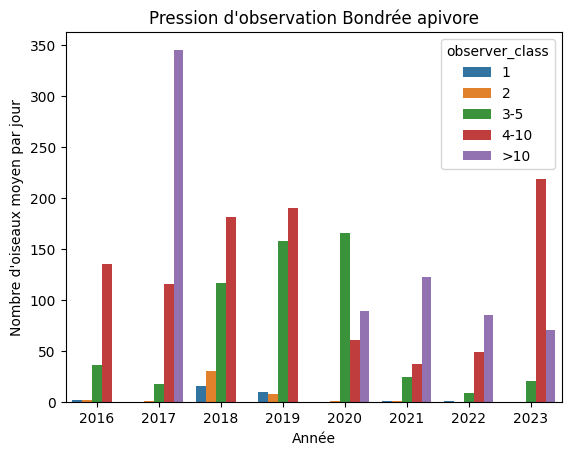 Pression d'observation Bondrée apivore
Nombre d'oiseaux moyen par jour
350
300
250
200
150
100
50
0
observer_class
1
2
3-5
4-10
>10
2016 2017 2018 2019 2020 2021 2022 2023
Année